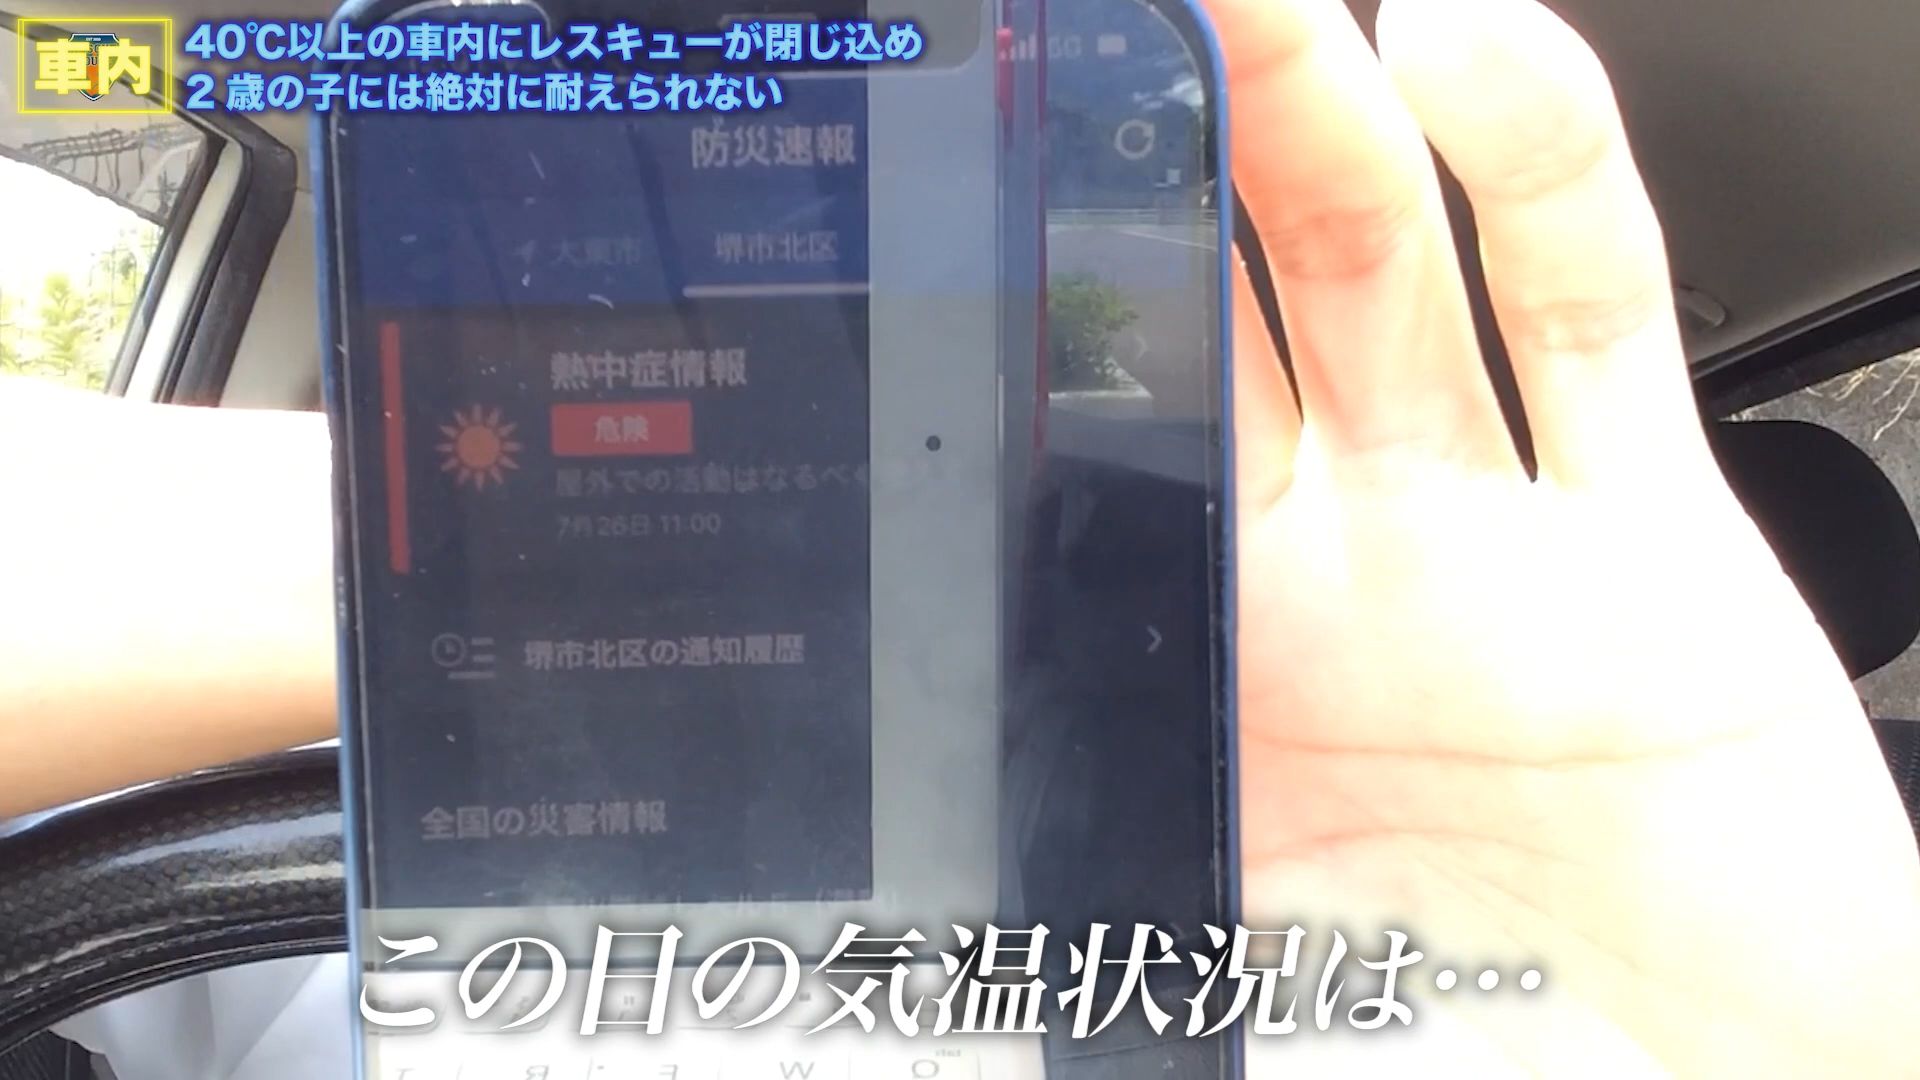 車内
40℃以上の車内にレスキューが閉じ込め
2歳の子には絶対に耐えられない
防災速報
大東市 堺市北区
熱中症情報
危険
屋外での活動はなるべく
7月26日 11:00
堺市北区の通知履歴
全国の災害情報
この日の気温状況は…